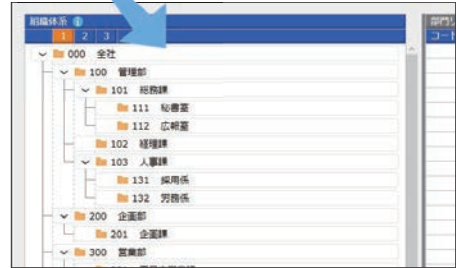 組織体系
部門リ
1 2 3
コート
000 全社
100 管理部
101 総務課
111 秘書室
112 広報室
102 経理課
103 人事課
131 採用係
132 労務係
200 企画部
201 企画課
300 営業部